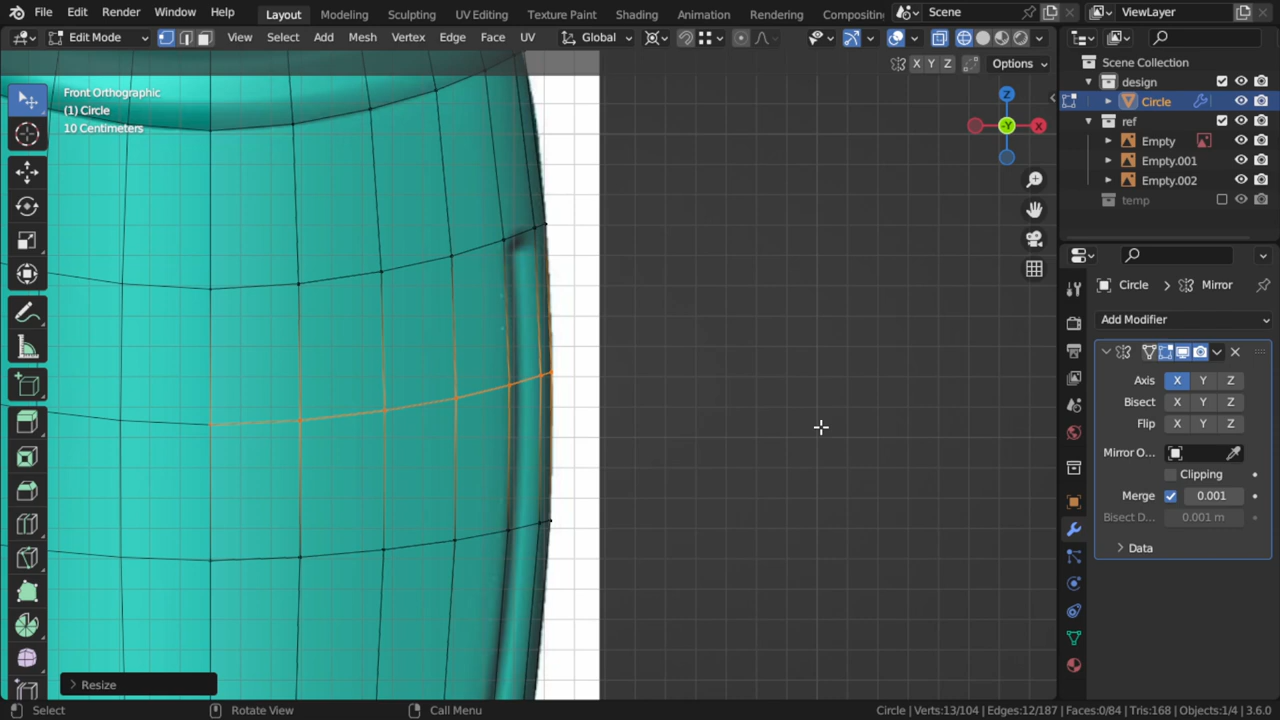 File Edit Render Window Help Layout Modeling Sculpting UV Editing Texture Paint Shading Animation Rendering Compositing Scene ViewLayer
Edit Mode View Select Add Mesh Vertex Edge Face UV Global
X Y Z Options
Front Orthographic
(1) Circle
10 Centimeters
Z
-Y
X
Resize
Scene Collection
design
Circle
ref
Empty
Empty.001
Empty.002
temp
Circle > Mirror
Add Modifier
Axis X Y Z
Bisect X Y Z
Flip X Y Z
Mirror O...
Clipping
Merge 0.001
Bisect D... 0.001 m
Data
Select Rotate View Call Menu Circle | Verts:13/104 | Edges:12/187 | Faces:0/84 | Tris:168 | Objects:1/4 | 3.6.0